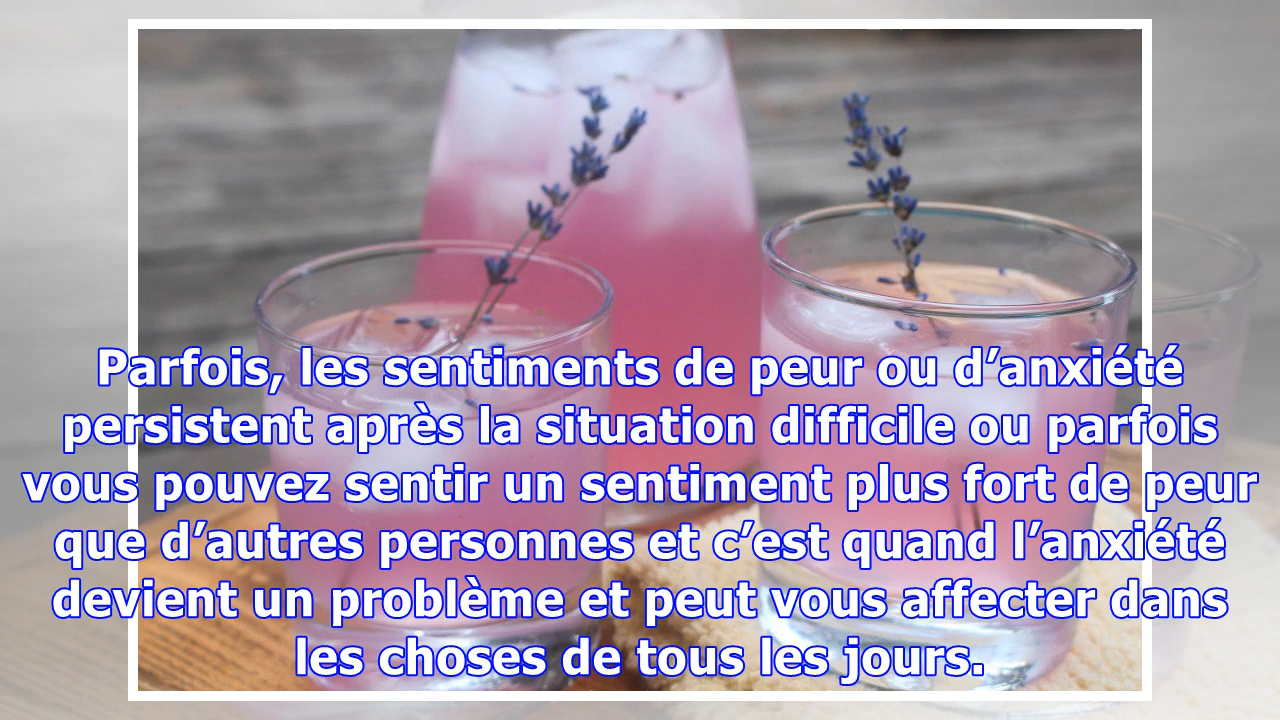 Parfois, les sentiments de peur ou d’anxiété
persistent après la situation difficile ou parfois
vous pouvez sentir un sentiment plus fort de peur
que d’autres personnes et c’est quand l’anxiété
devient un problème et peut vous affecter dans
les choses de tous les jours.